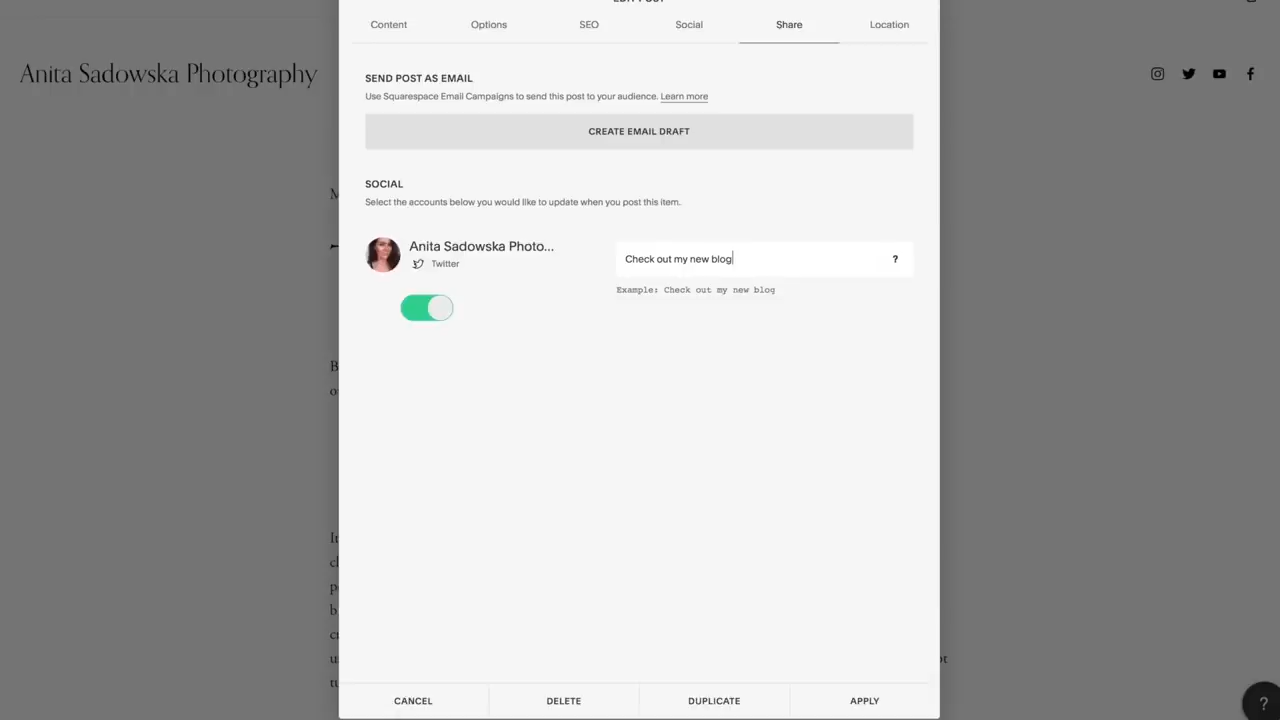 EDIT POST
Content Options SEO Social Share Location
Anita Sadowska Photography
SEND POST AS EMAIL
Use Squarespace Email Campaigns to send this post to your audience. Learn more
CREATE EMAIL DRAFT
SOCIAL
Select the accounts below you would like to update when you post this item.
Anita Sadowska Photo...
Twitter
Check out my new blog
?
Example: Check out my new blog
CANCEL DELETE DUPLICATE APPLY
?